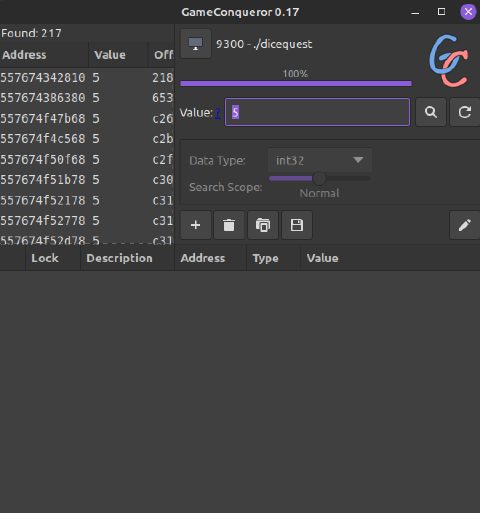 GameConqueror 0.17
Found: 217
Address Value Off
557674342810 5 218
557674386380 653
557674f47b68 5 c26
557674f4c568 5 c2b
557674f50f68 5 c2f
557674f51b78 5 c30
557674f52178 5 c31
557674f52778 5 c31
557674f52d78 5 c31
9300 - ./dicequest
100%
Value:? 5
Data Type: int32
Search Scope:
Normal
Lock Description Address Type Value